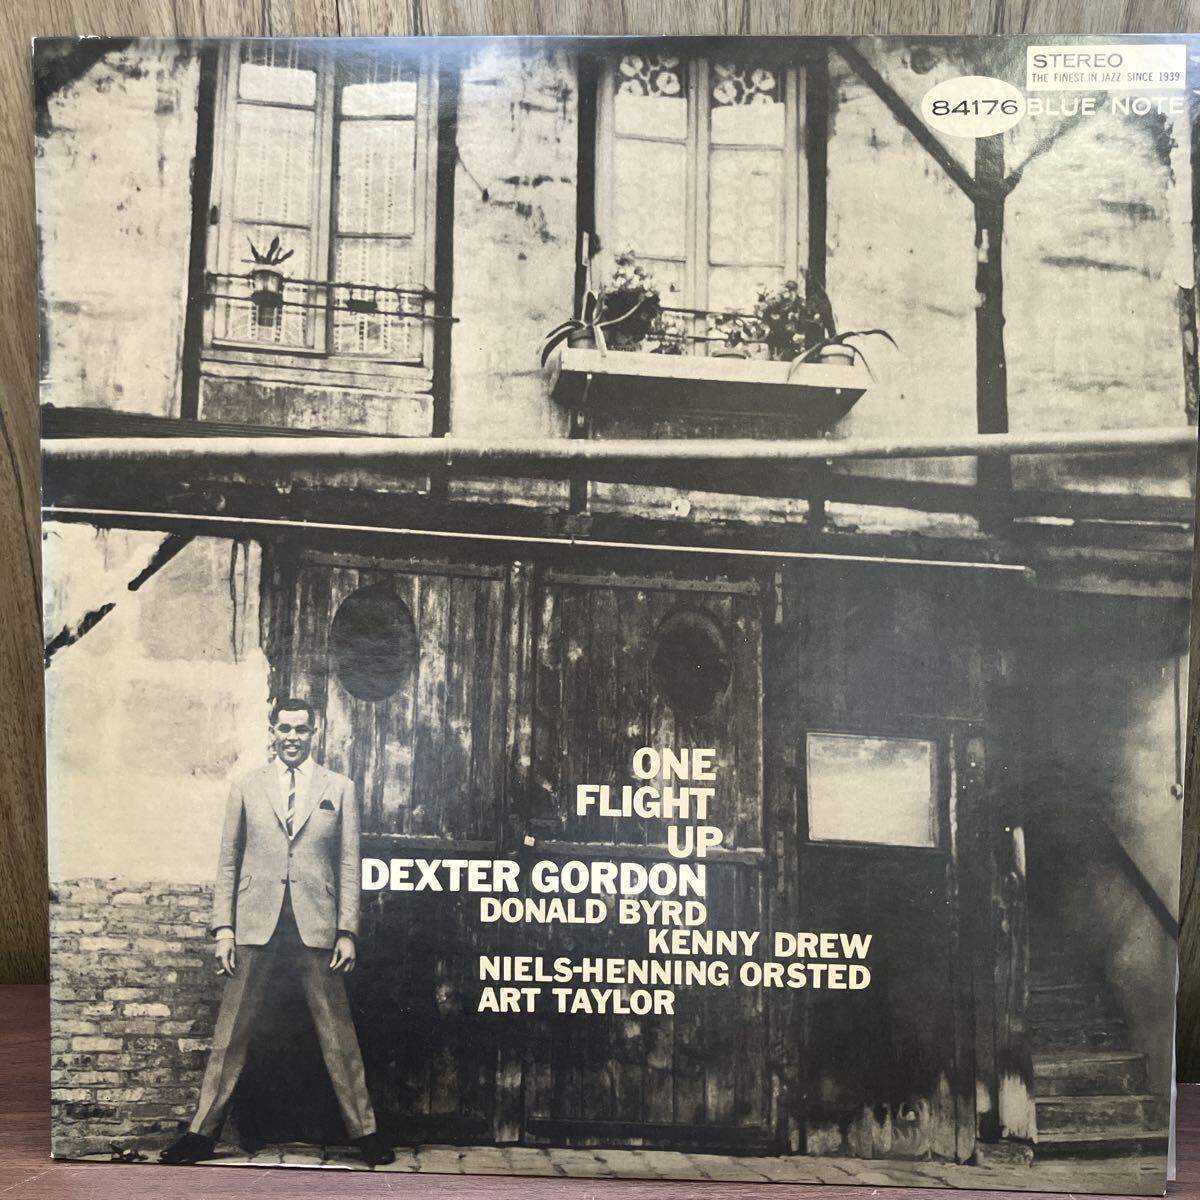 STEREO
THE FINEST IN JAZZ SINCE 1939
84176 BLUE NOTE
ONE
FLIGHT
UP
DEXTER GORDON
DONALD BYRD
KENNY DREW
NIELS-HENNING ORSTED
ART TAYLOR